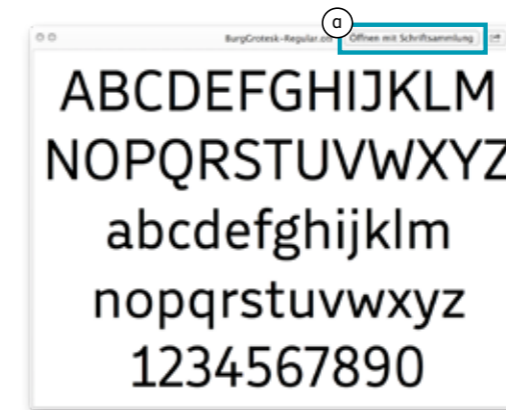 a
BurgGrotesk-Regular.otf Öffnen mit Schriftsammlung
ABCDEFGHIJKLM
NOPQRSTUVWXYZ
abcdefghijklm
nopqrstuvwxyz
1234567890